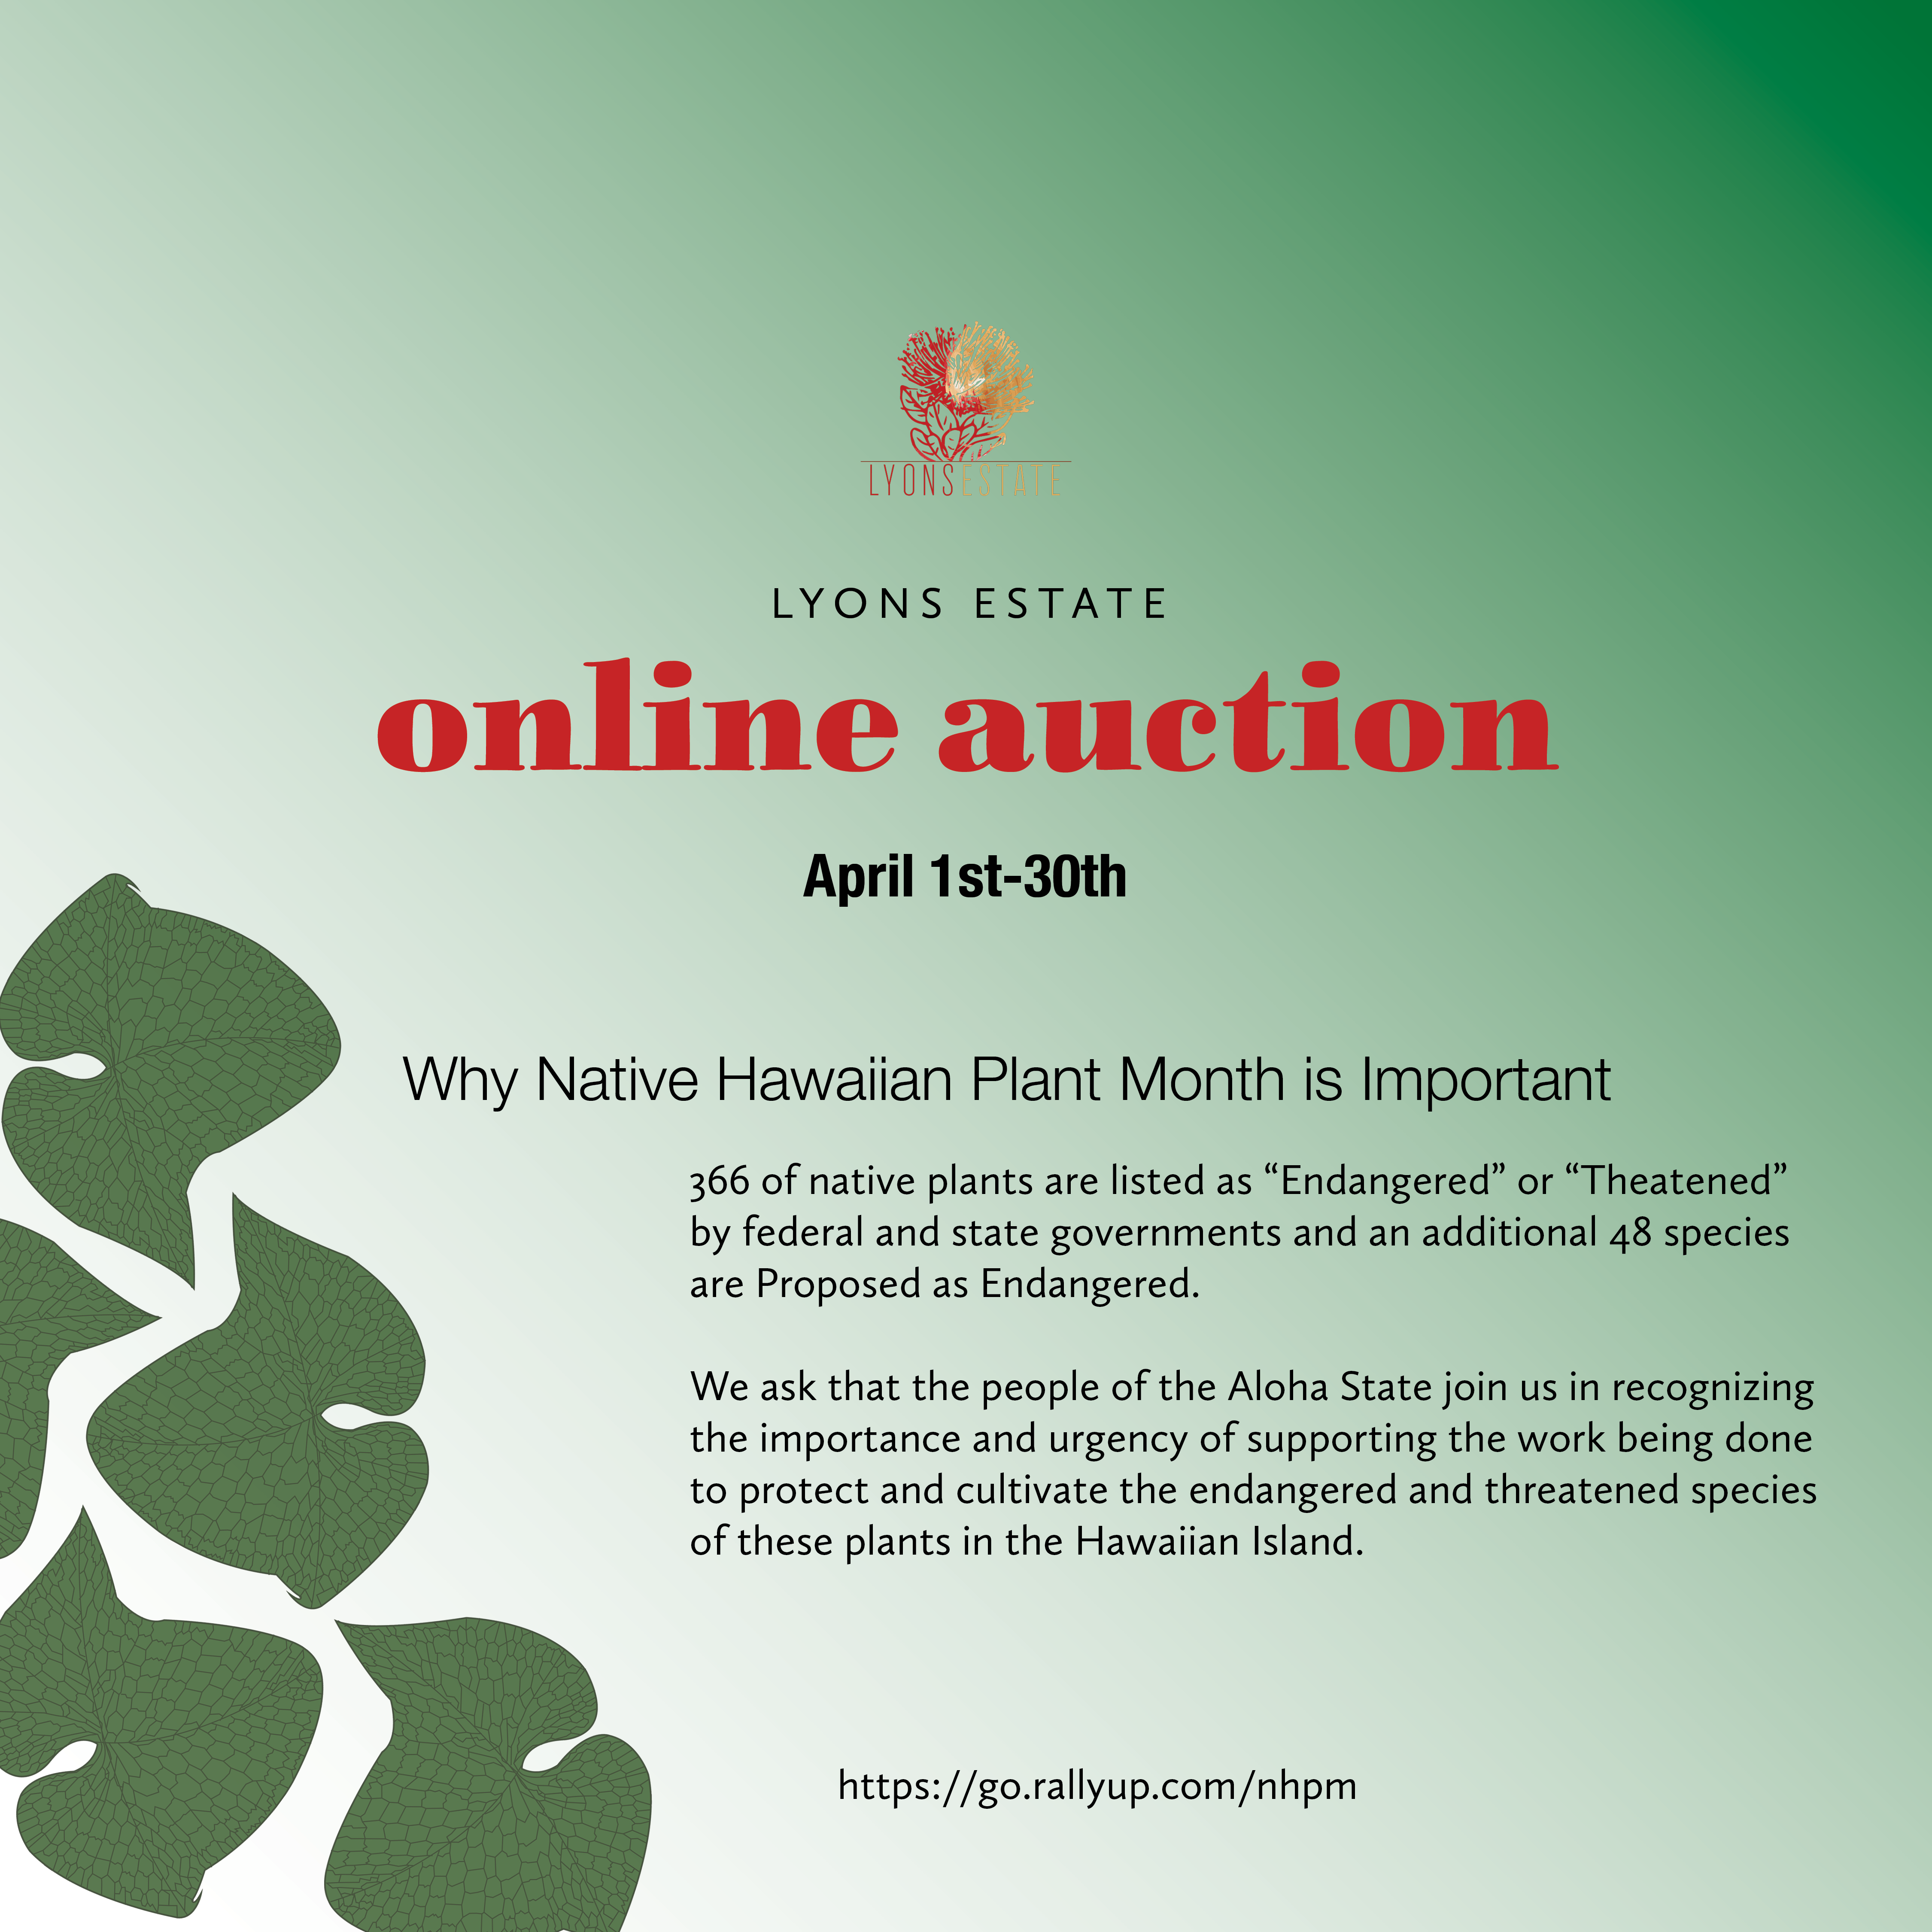 LYONSESTATE
LYONS ESTATE
online auction
April 1st-30th
Why Native Hawaiian Plant Month is Important
366 of native plants are listed as “Endangered” or “Theatened”
by federal and state governments and an additional 48 species
are Proposed as Endangered.
We ask that the people of the Aloha State join us in recognizing
the importance and urgency of supporting the work being done
to protect and cultivate the endangered and threatened species
of these plants in the Hawaiian Island.
https://go.rallyup.com/nhpm